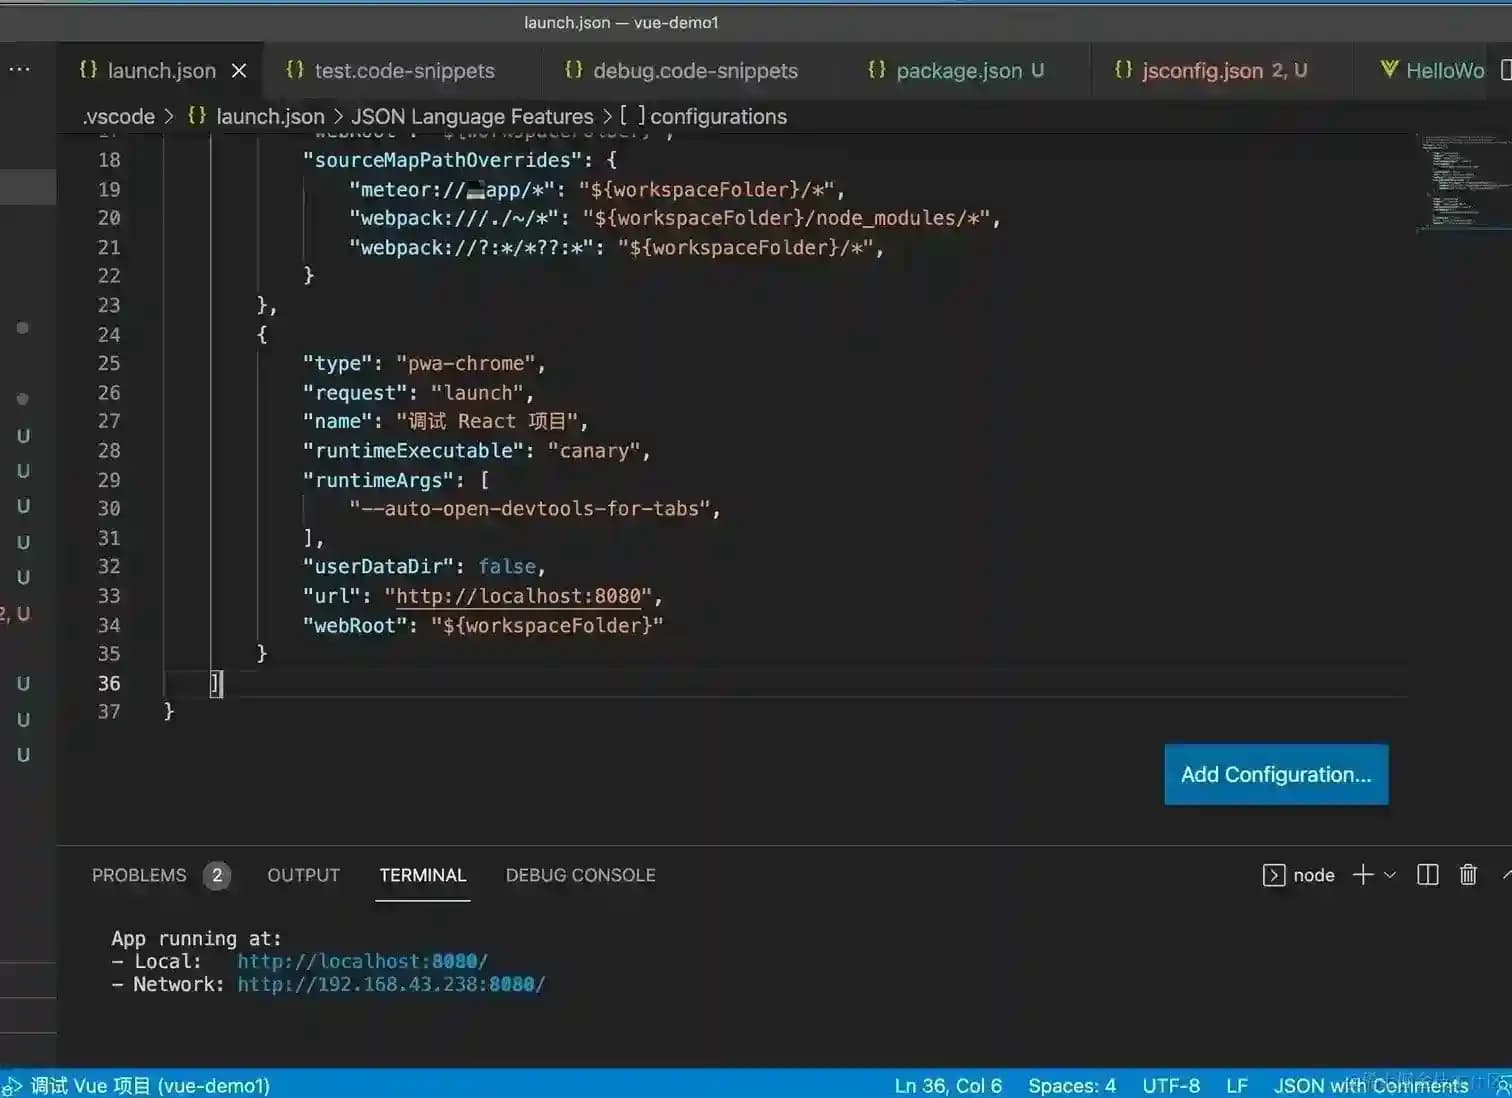 launch.json — vue-demo1
··· {} launch.json × {} test.code-snippets {} debug.code-snippets {} package.json U {} jsconfig.json 2, U HelloWo
.vscode > {} launch.json > JSON Language Features > [ ] configurations
18 "sourceMapPathOverrides": {
19 "meteor://💻app/*": "${workspaceFolder}/*",
20 "webpack:///./~/*": "${workspaceFolder}/node_modules/*",
21 "webpack://?:*/*??:*": "${workspaceFolder}/*",
22 }
23 },
24 {
25 "type": "pwa-chrome",
26 "request": "launch",
27 "name": "调试 React 项目",
28 "runtimeExecutable": "canary",
29 "runtimeArgs": [
30 "--auto-open-devtools-for-tabs",
31 ],
32 "userDataDir": false,
33 "url": "http://localhost:8080",
34 "webRoot": "${workspaceFolder}"
35 }
36 ]
37 }
U
U
U
U
U
2, U
U
U
U
Add Configuration...
PROBLEMS 2 OUTPUT TERMINAL DEBUG CONSOLE node
App running at:
- Local: http://localhost:8080/
- Network: http://192.168.43.238:8080/
调试 Vue 项目 (vue-demo1) Ln 36, Col 6 Spaces: 4 UTF-8 LF JSON with Comments